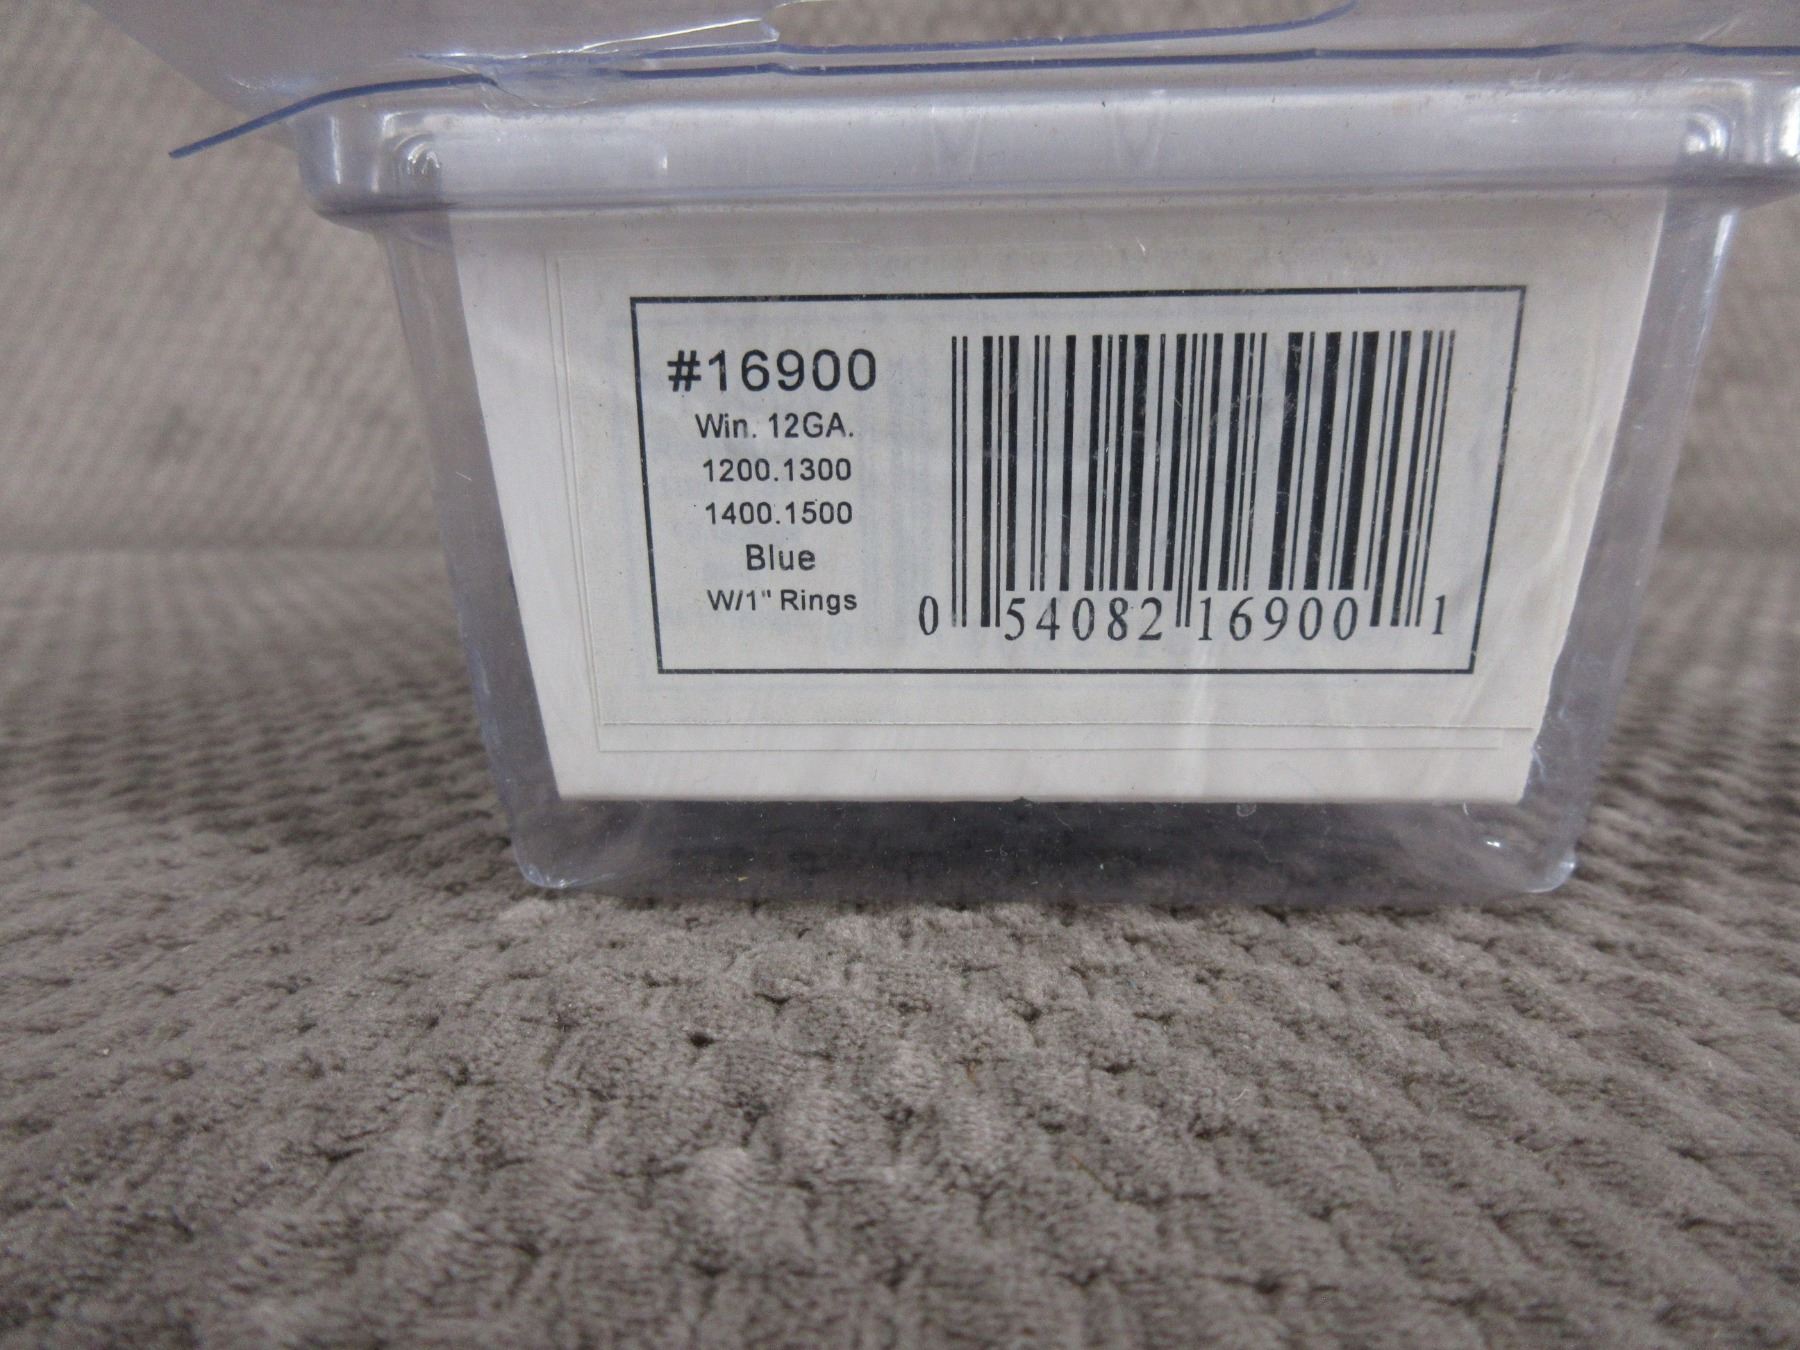 #16900
Win. 12GA.
1200.1300
1400.1500
Blue
W/1" Rings
0 54082 16900 1